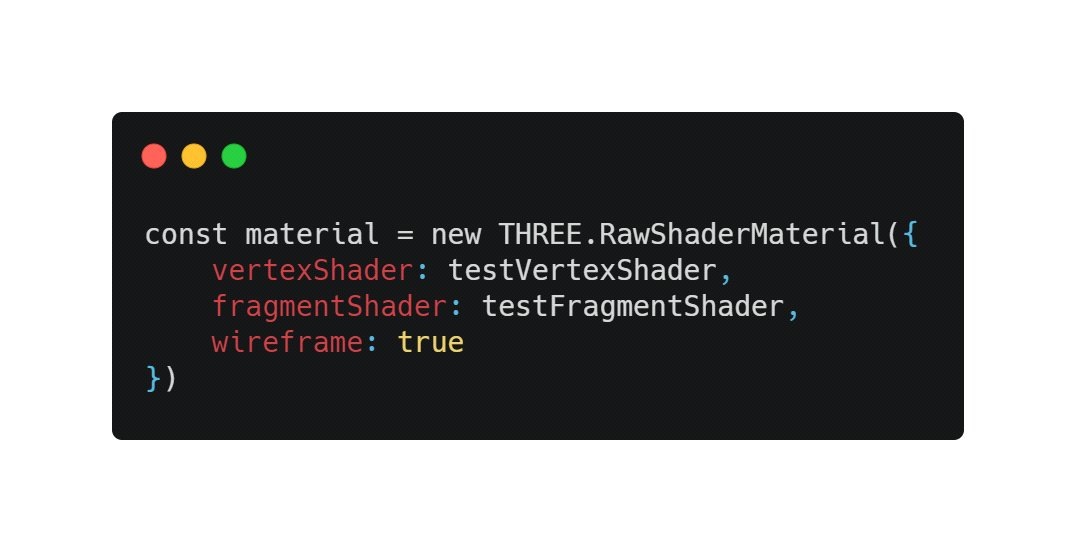 const material = new THREE.RawShaderMaterial({
    vertexShader: testVertexShader,
    fragmentShader: testFragmentShader,
    wireframe: true
})